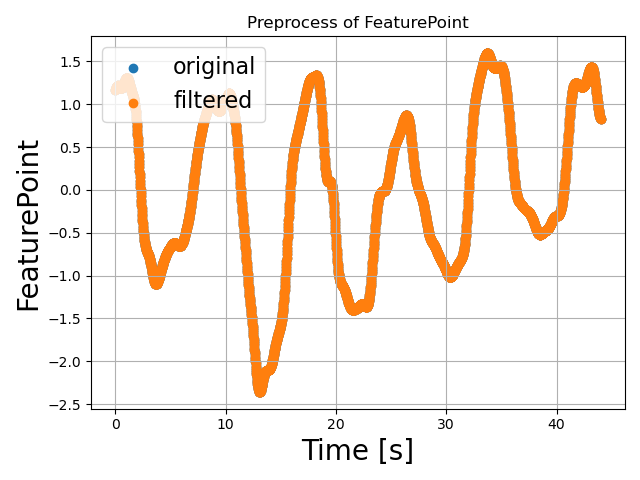 Preprocess of FeaturePoint
original
filtered
FeaturePoint
1.5
1.0
0.5
0.0
−0.5
−1.0
−1.5
−2.0
−2.5
0 10 20 30 40
Time [s]